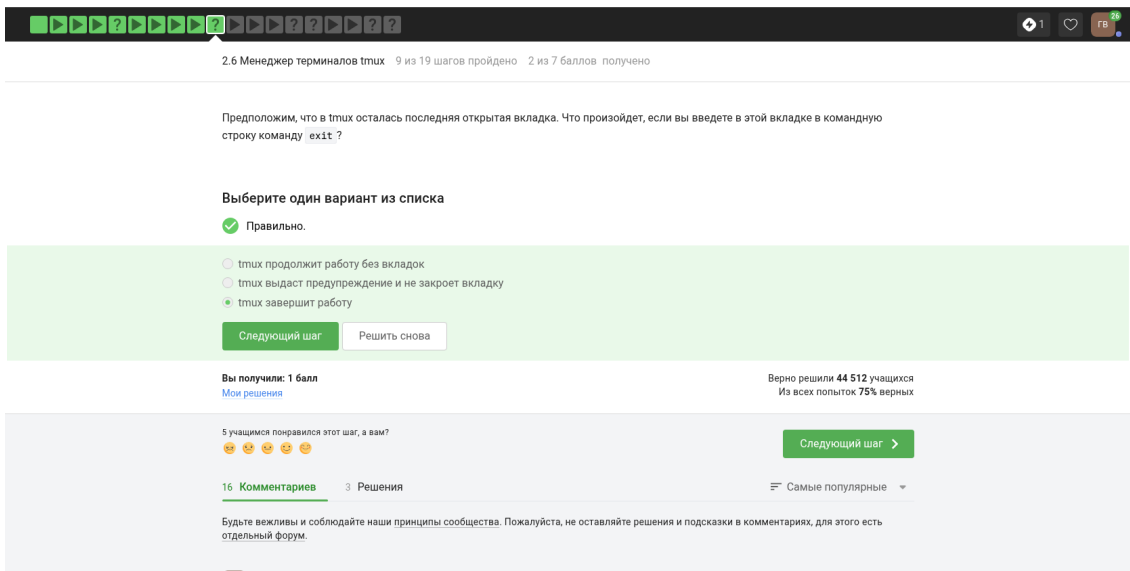 ? ? ? ? ? ?
1
ГВ
26
2.6 Менеджер терминалов tmux 9 из 19 шагов пройдено 2 из 7 баллов получено
Предположим, что в tmux осталась последняя открытая вкладка. Что произойдет, если вы введете в этой вкладке в командную
строку команду exit ?
Выберите один вариант из списка
Правильно.
tmux продолжит работу без вкладок
tmux выдаст предупреждение и не закроет вкладку
tmux завершит работу
Следующий шаг Решить снова
Вы получили: 1 балл
Мои решения
Верно решили 44 512 учащихся
Из всех попыток 75% верных
5 учащимся понравился этот шаг, а вам?
Следующий шаг
16 Комментариев 3 Решения Самые популярные
Будьте вежливы и соблюдайте наши принципы сообщества. Пожалуйста, не оставляйте решения и подсказки в комментариях, для этого есть
отдельный форум.